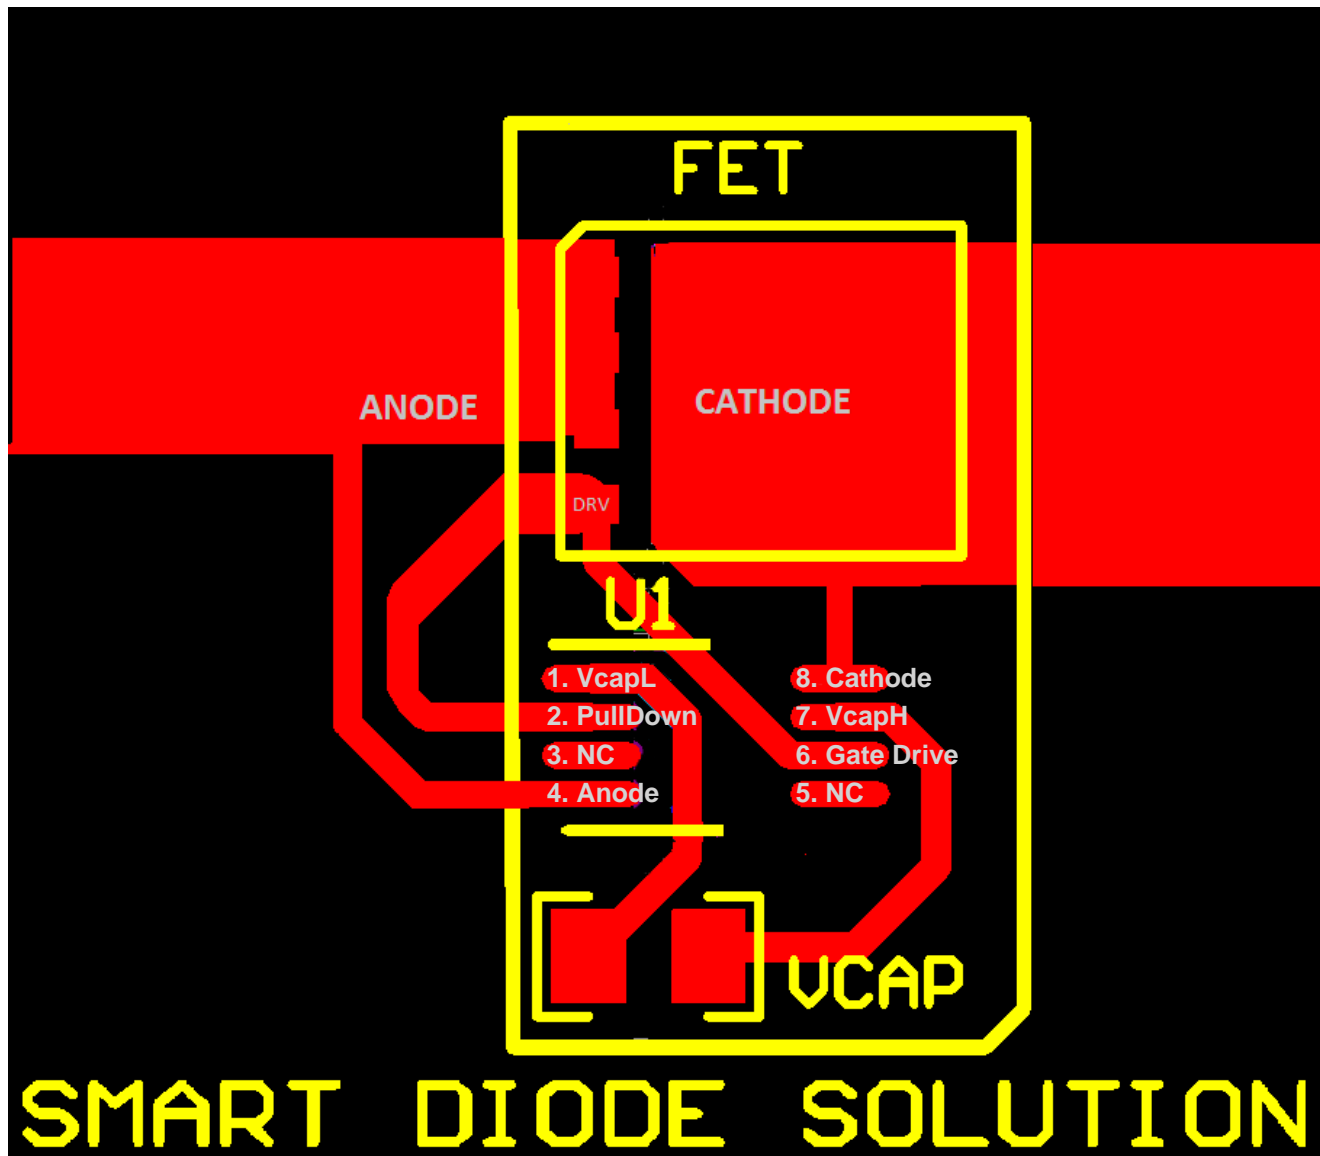 FET
ANODE
CATHODE
DRV
U1
1. VcapL
2. PullDown
3. NC
4. Anode
8. Cathode
7. VcapH
6. Gate Drive
5. NC
VCAP
SMART DIODE SOLUTION